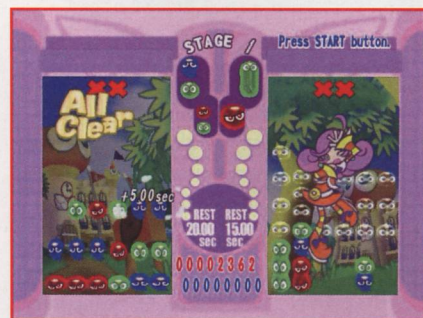 STAGE 1
Press START button.
All
Clear
+5.00sec
REST REST
20.00 15.00
sec sec
00002362
00000000